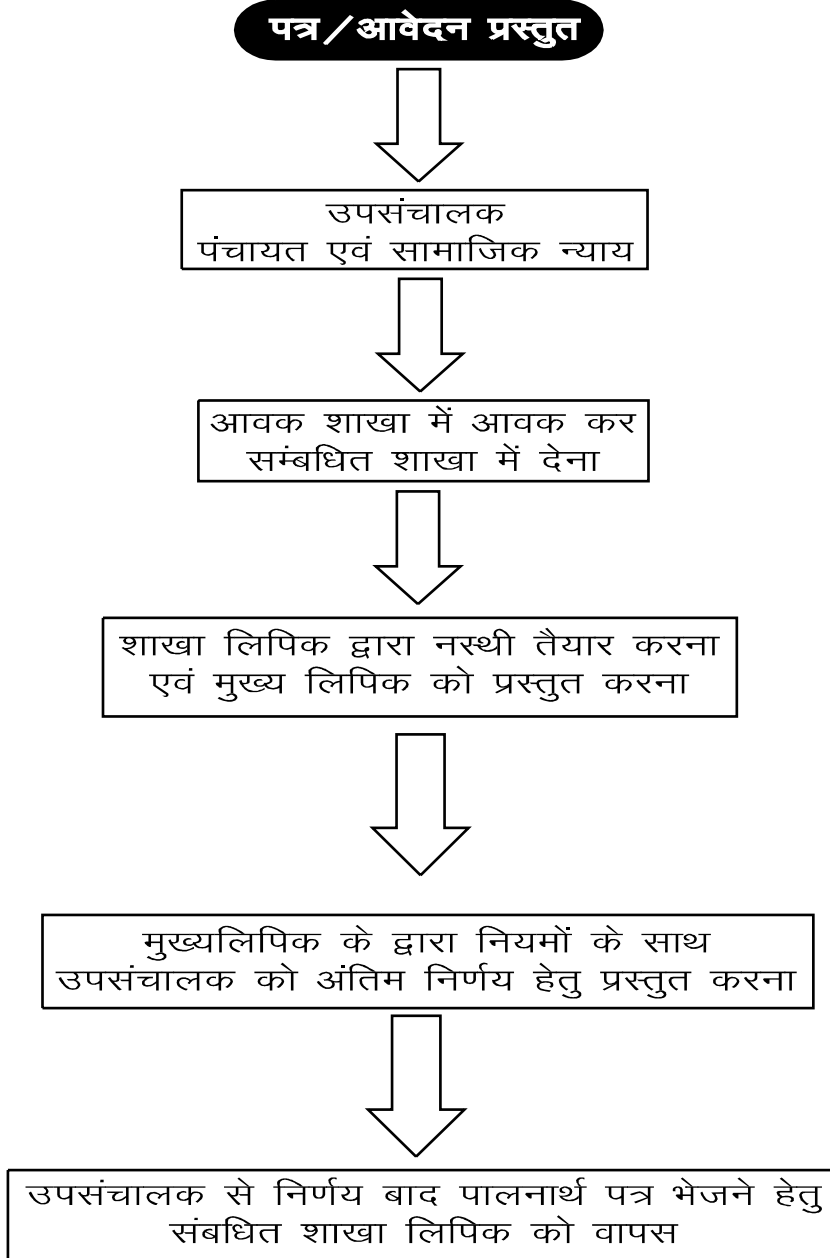 पत्र/आवेदन प्रस्तुत
उपसंचालक
पंचायत एवं सामाजिक न्याय
आवक शाखा में आवक कर
सम्बधित शाखा में देना
शाखा लिपिक द्वारा नस्थी तैयार करना
एवं मुख्य लिपिक को प्रस्तुत करना
मुख्यलिपिक के द्वारा नियमों के साथ
उपसंचालक को अंतिम निर्णय हेतु प्रस्तुत करना
उपसंचालक से निर्णय बाद पालनार्थ पत्र भेजने हेतु
संबधित शाखा लिपिक को वापस